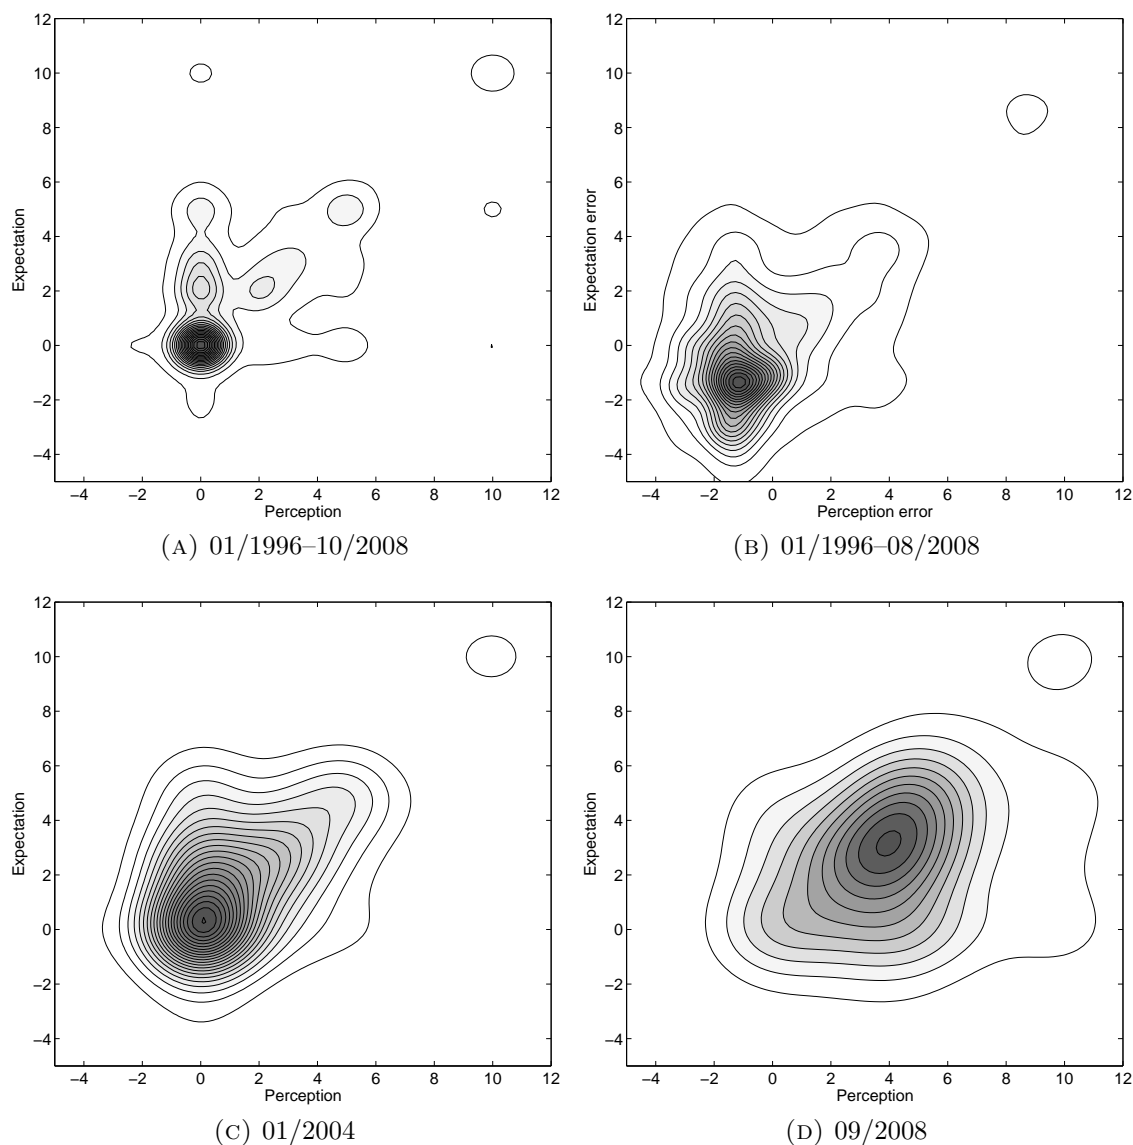 12
10
8
6
4
2
0
−2
−4
Expectation
−4 −2 0 2 4 6 8 10 12
Perception
(A) 01/1996–10/2008
12
10
8
6
4
2
0
−2
−4
Expectation error
−4 −2 0 2 4 6 8 10 12
Perception error
(B) 01/1996–08/2008
12
10
8
6
4
2
0
−2
−4
Expectation
−4 −2 0 2 4 6 8 10 12
Perception
(C) 01/2004
12
10
8
6
4
2
0
−2
−4
Expectation
−4 −2 0 2 4 6 8 10 12
Perception
(D) 09/2008